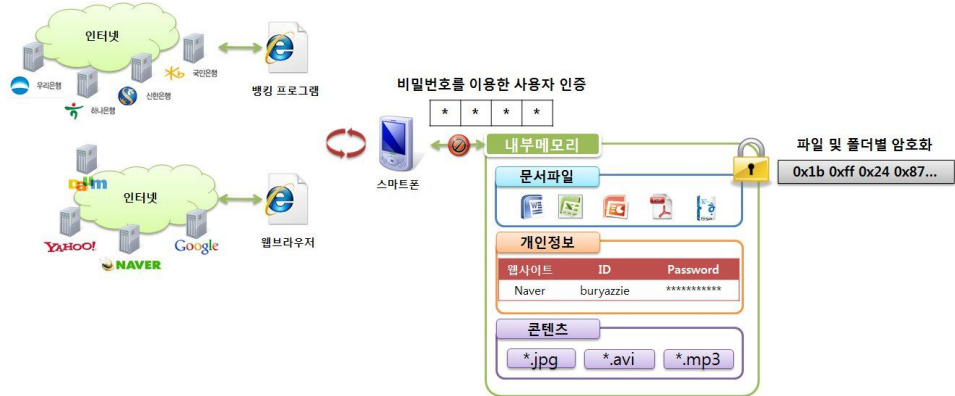 인터넷
우리은행
하나은행
신한은행
국민은행
뱅킹 프로그램
비밀번호를 이용한 사용자 인증
* * * *
스마트폰
Daum
인터넷
YAHOO!
NAVER
Google
웹브라우저
내부메모리
문서파일
개인정보
웹사이트 ID Password
Naver buryazzie ***********
콘텐츠
*.jpg *.avi *.mp3
파일 및 폴더별 암호화
0x1b 0xff 0x24 0x87...